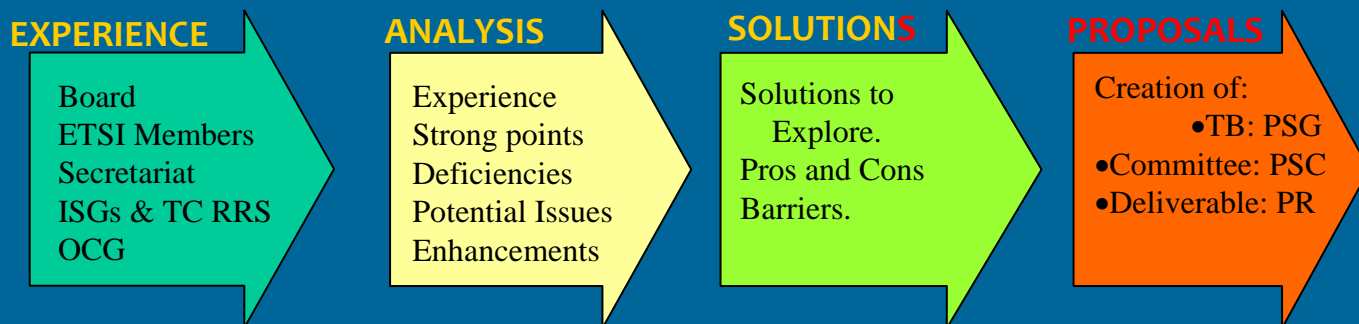 EXPERIENCE
Board
ETSI Members
Secretariat
ISGs & TC RRS
OCG
ANALYSIS
Experience
Strong points
Deficiencies
Potential Issues
Enhancements
SOLUTIONS
Solutions to
Explore.
Pros and Cons
Barriers.
PROPOSALS
Creation of:
•TB: PSG
•Committee: PSC
•Deliverable: PR